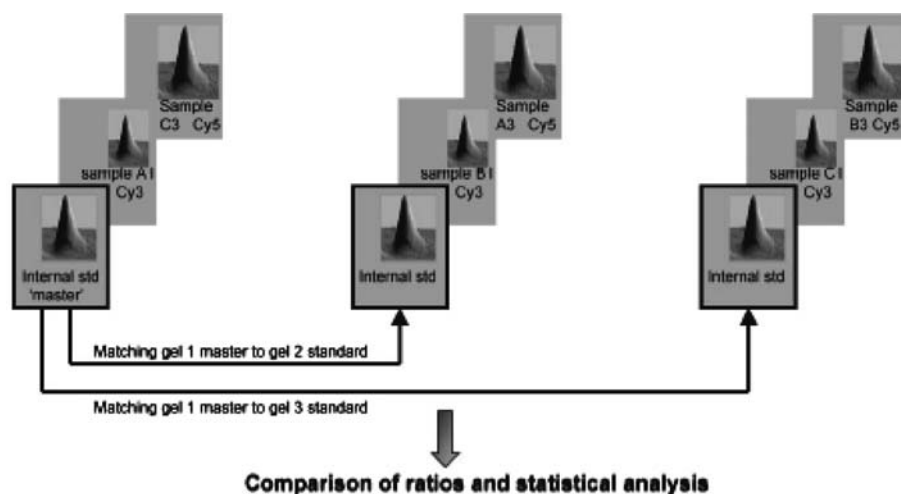 Sample
C3 Cy5
sample A1
Cy3
Internal std
'master'
Sample
A3 Cy5
sample B1
Cy3
Internal std
Sample
B3 Cy5
sample C1
Cy3
Internal std
Matching gel 1 master to gel 2 standard
Matching gel 1 master to gel 3 standard
Comparison of ratios and statistical analysis